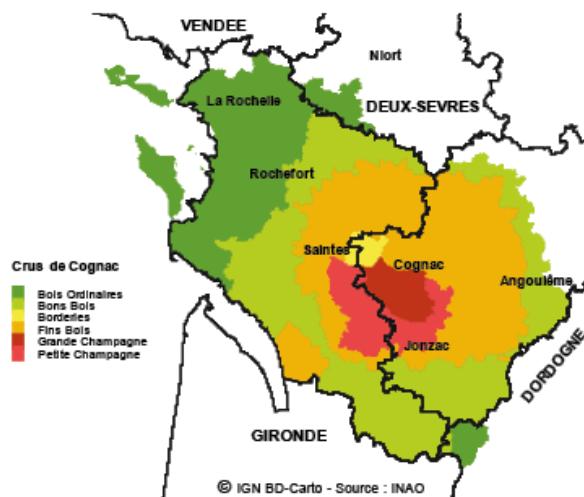 VENDEE
Niort
La Rochelle
DEUX-SEVRES
Rochefort
Saintes
Cognac
Angoulême
Crus de Cognac
Bois Ordinaires
Bons Bois
Borderies
Fins Bois
Grande Champagne
Petite Champagne
Jonzac
DORDOGNE
GIRONDE
© IGN BD-Carto - Source : INAO